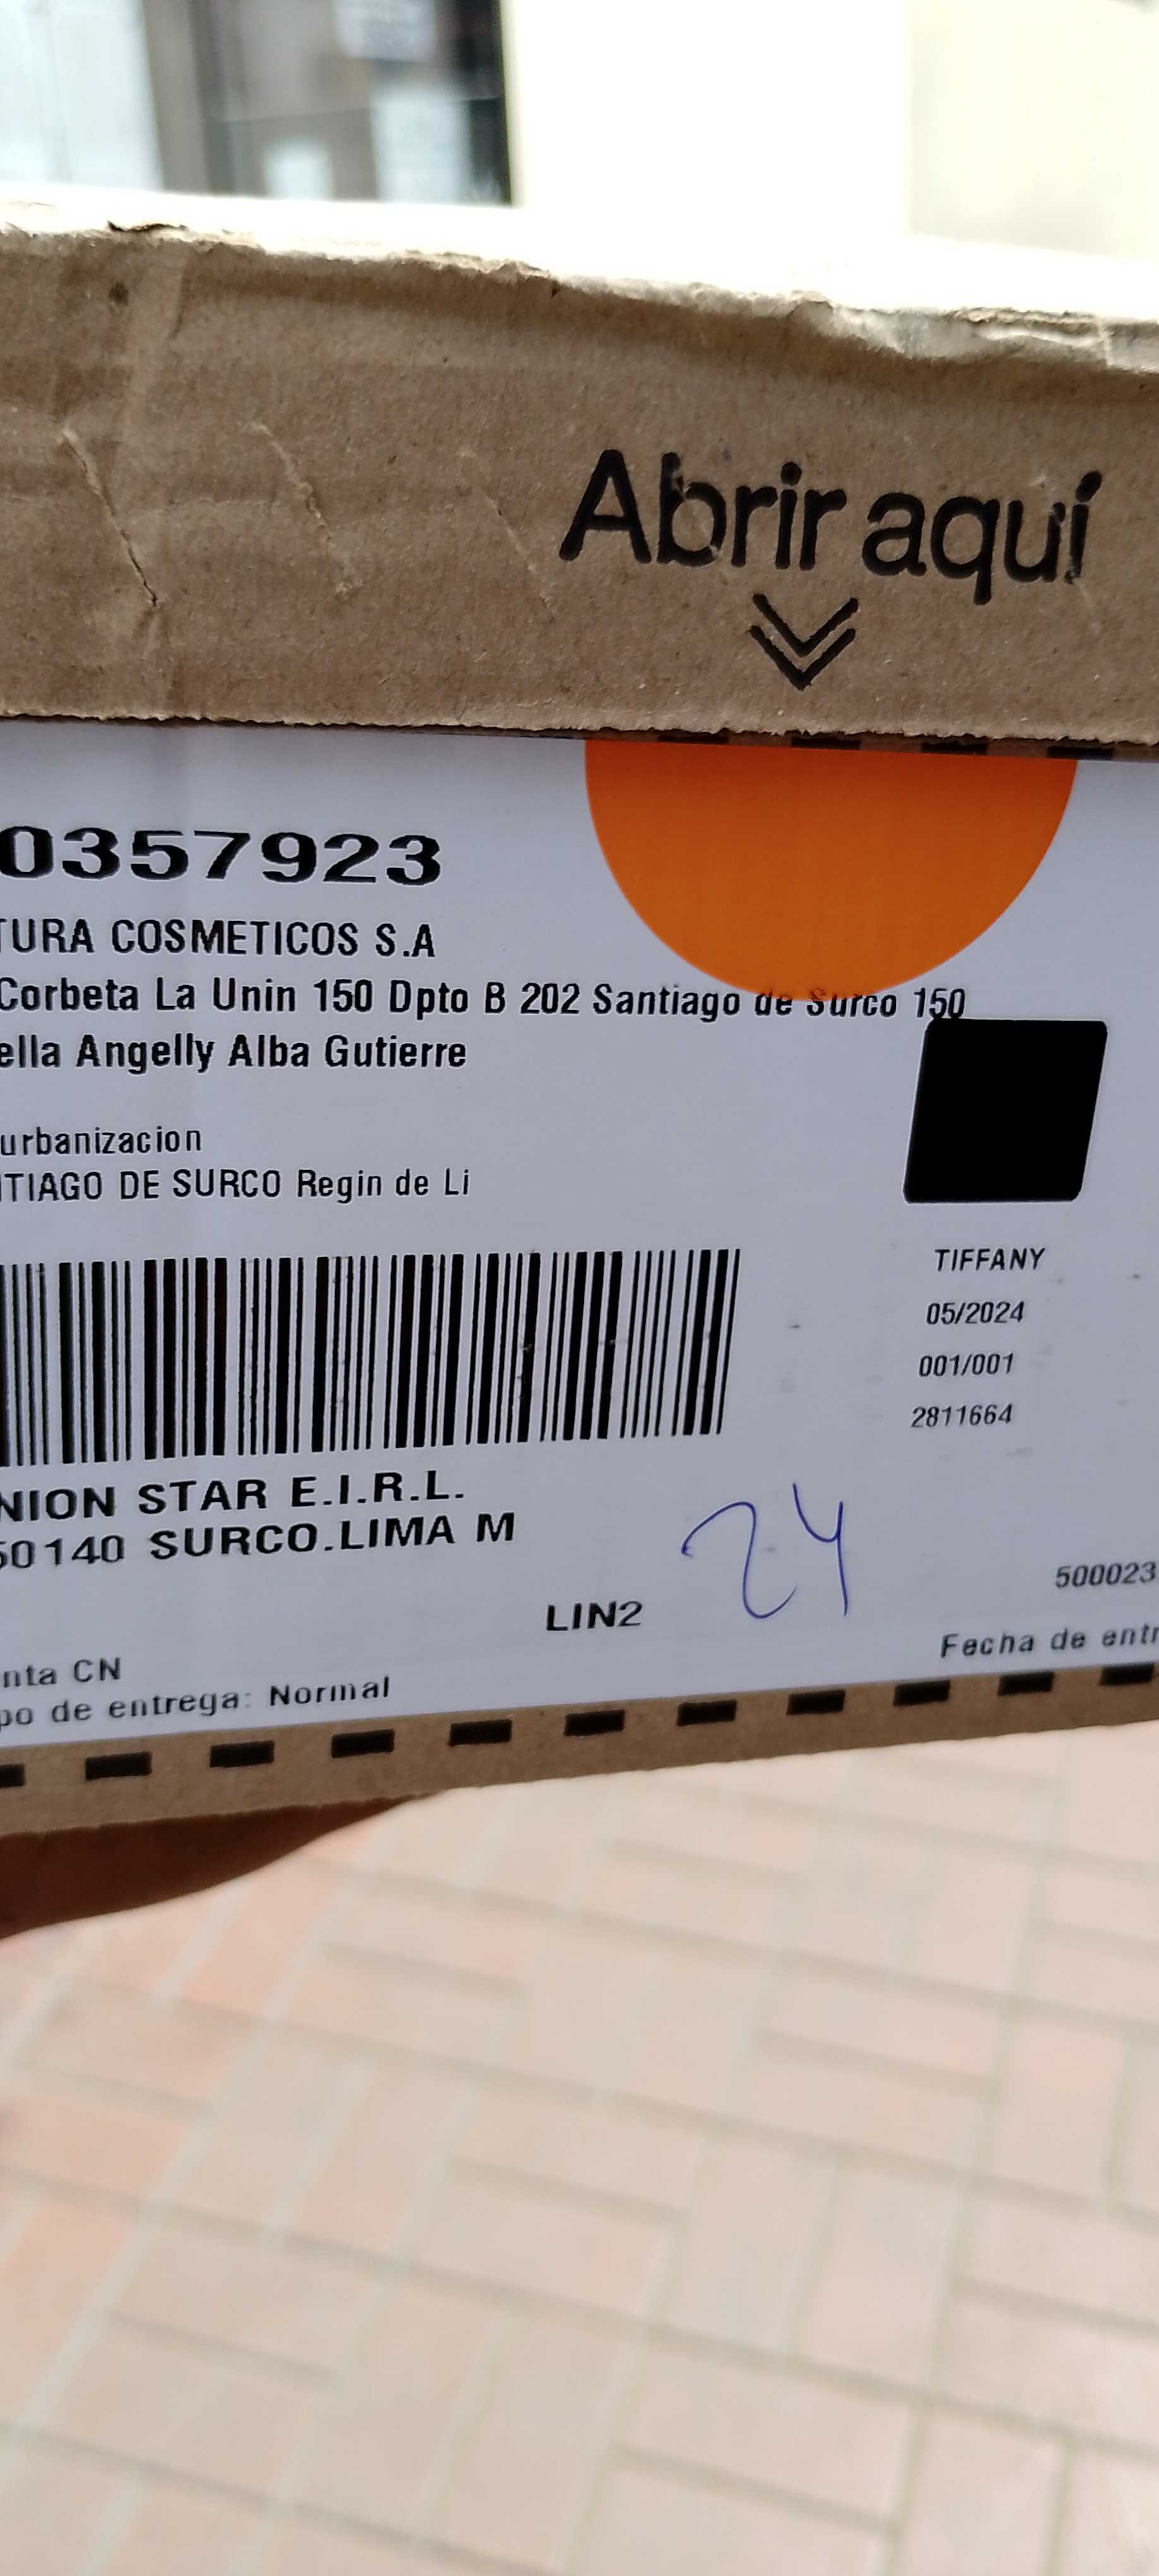 Abrir aquí
0357923
TURA COSMETICOS S.A
Corbeta La Unin 150 Dpto B 202 Santiago de Surco 150
ella Angelly Alba Gutierre
urbanizacion
TIAGO DE SURCO Regin de Li
TIFFANY
05/2024
001/001
2811664
NION STAR E.I.R.L.
50140 SURCO.LIMA M
24
LIN2
500023
Fecha de entr
nta CN
po de entrega: Normal